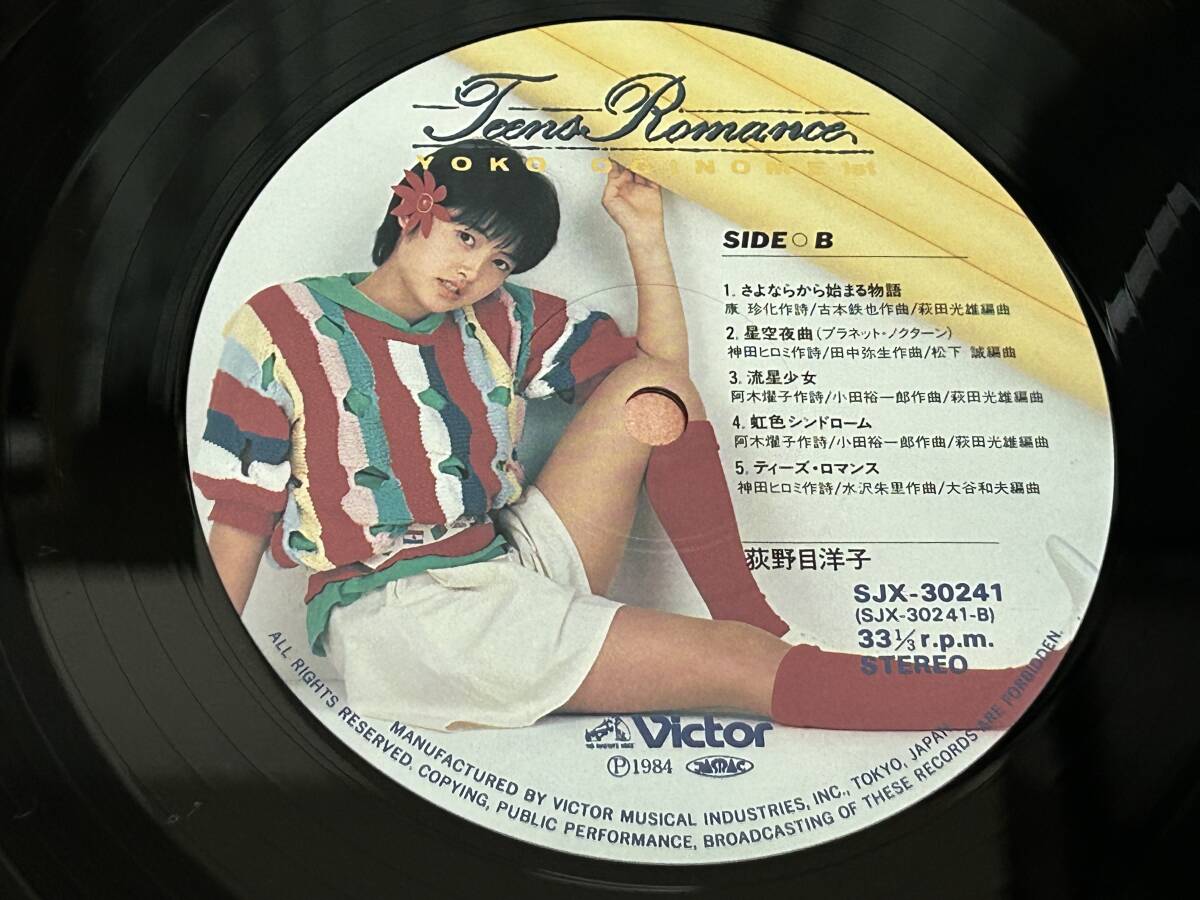 Teens Romance
YOKO OGINOME 1st
SIDE○B
1. さよならから始まる物語
康 珍化作詩/古本鉄也作曲/萩田光雄編曲
2. 星空夜曲(プラネット・ノクターン)
神田ヒロミ作詩/田中弥生作曲/松下 誠編曲
3. 流星少女
阿木燿子作詩/小田裕一郎作曲/萩田光雄編曲
4. 虹色シンドローム
阿木燿子作詩/小田裕一郎作曲/萩田光雄編曲
5. ティーズ・ロマンス
神田ヒロミ作詩/水沢朱里作曲/大谷和夫編曲
荻野目洋子
SJX-30241
(SJX-30241-B)
33⅓ r.p.m.
STEREO
HIS MASTER'S VOICE
Victor
Ⓟ1984 JASRAC
MANUFACTURED BY VICTOR MUSICAL INDUSTRIES, INC., TOKYO, JAPAN.
ALL RIGHTS RESERVED. COPYING, PUBLIC PERFORMANCE, BROADCASTING OF THESE RECORDS ARE FORBIDDEN.